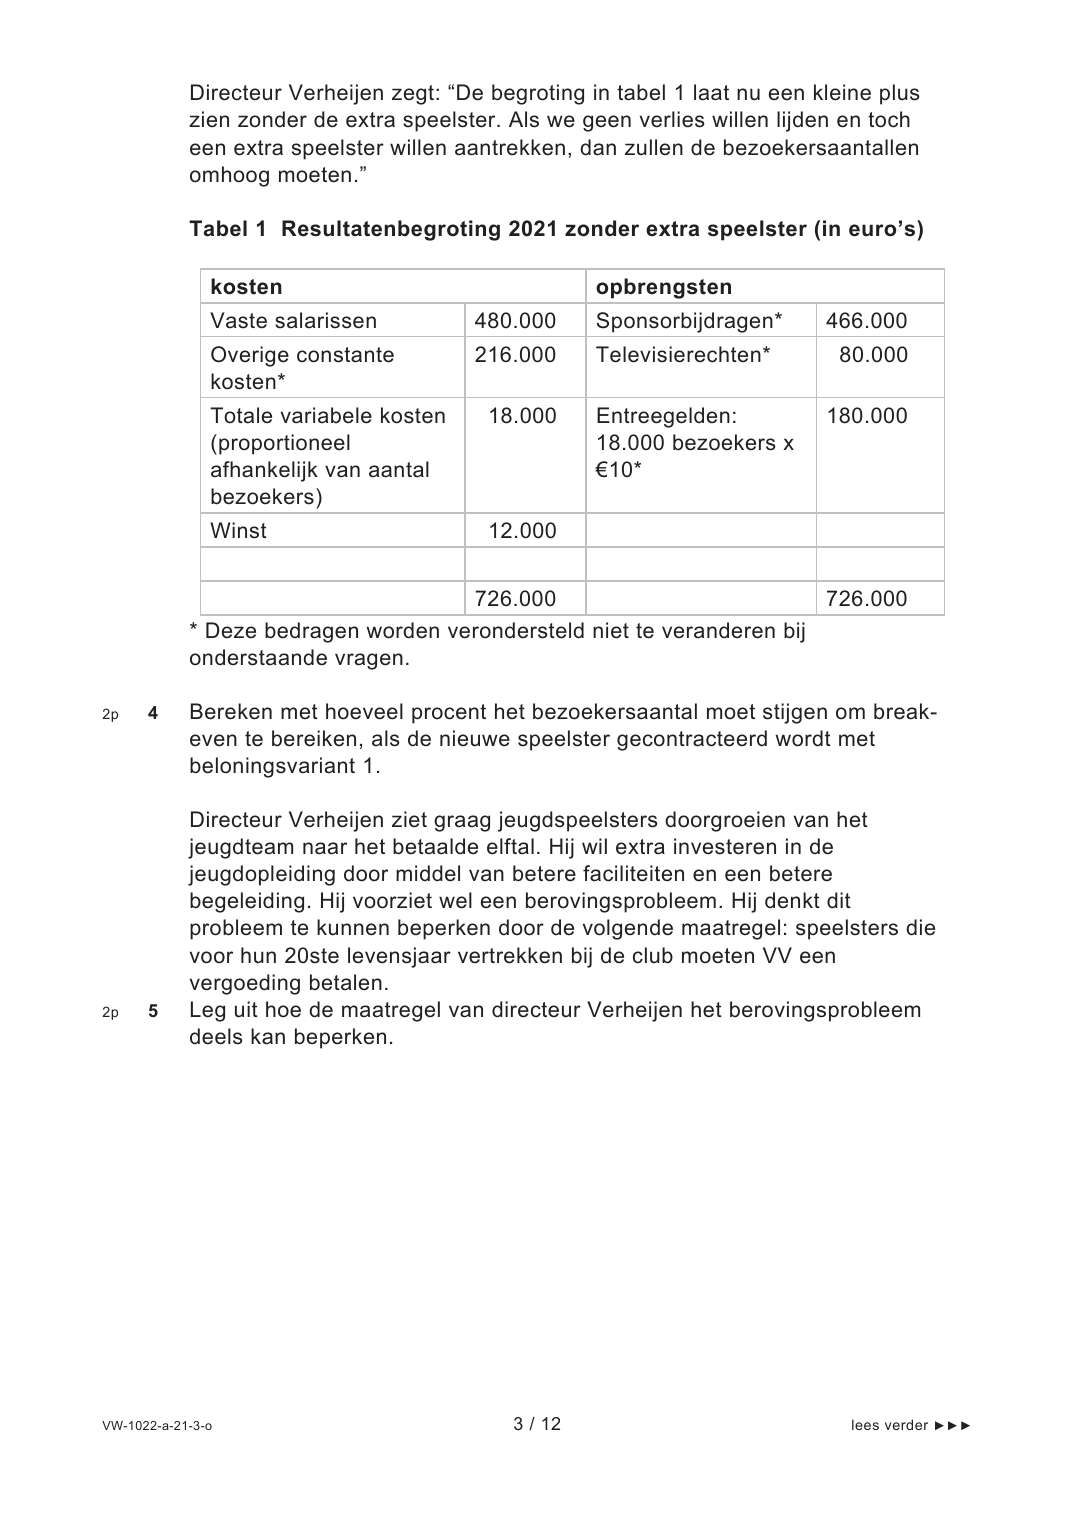 Directeur Verheijen zegt: “De begroting in tabel 1 laat nu een kleine plus
zien zonder de extra speelster. Als we geen verlies willen lijden en toch
een extra speelster willen aantrekken, dan zullen de bezoekersaantallen
omhoog moeten.”
Tabel 1 Resultatenbegroting 2021 zonder extra speelster (in euro’s)
kosten opbrengsten
Vaste salarissen 480.000 Sponsorbijdragen* 466.000
Overige constante 216.000 Televisierechten* 80.000
kosten*
Totale variabele kosten 18.000 Entreegelden: 180.000
(proportioneel 18.000 bezoekers x
afhankelijk van aantal €10*
bezoekers)
Winst 12.000
726.000 726.000
* Deze bedragen worden verondersteld niet te veranderen bij
onderstaande vragen.
2p 4 Bereken met hoeveel procent het bezoekersaantal moet stijgen om break-
even te bereiken, als de nieuwe speelster gecontracteerd wordt met
beloningsvariant 1.
Directeur Verheijen ziet graag jeugdspeelsters doorgroeien van het
jeugdteam naar het betaalde elftal. Hij wil extra investeren in de
jeugdopleiding door middel van betere faciliteiten en een betere
begeleiding. Hij voorziet wel een berovingsprobleem. Hij denkt dit
probleem te kunnen beperken door de volgende maatregel: speelsters die
voor hun 20ste levensjaar vertrekken bij de club moeten VV een
vergoeding betalen.
2p 5 Leg uit hoe de maatregel van directeur Verheijen het berovingsprobleem
deels kan beperken.
VW-1022-a-21-3-o 3 / 12 lees verder ►►►